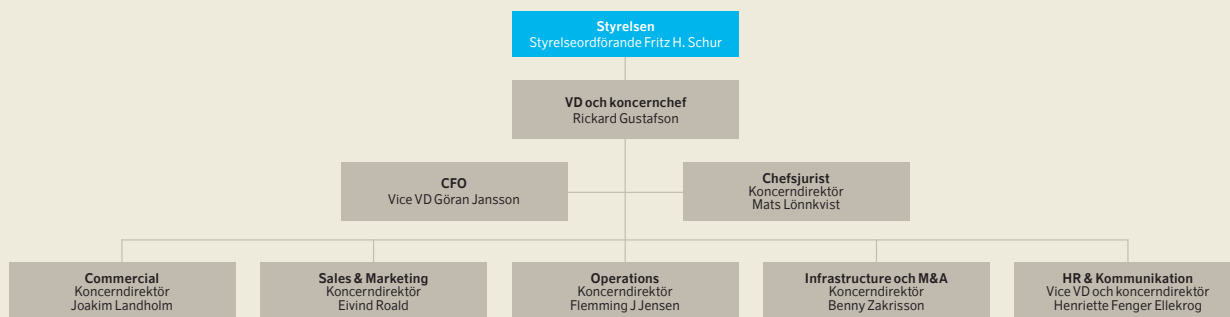 Styrelsen
Styrelseordförande Fritz H. Schur
VD och koncernchef
Rickard Gustafson
CFO
Vice VD Göran Jansson
Chefsjurist
Koncerndirektör
Mats Lönnkvist
Commercial
Koncerndirektör
Joakim Landholm
Sales & Marketing
Koncerndirektör
Eivind Roald
Operations
Koncerndirektör
Flemming J Jensen
Infrastructure och M&A
Koncerndirektör
Benny Zakrisson
HR & Kommunikation
Vice VD och koncerndirektör
Henriette Fenger Ellekrog